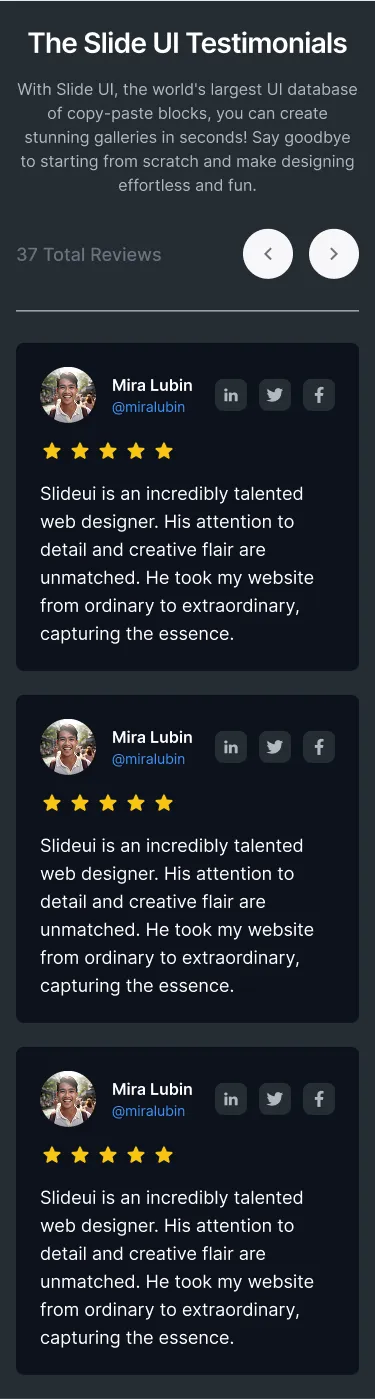 The Slide UI Testimonials
With Slide UI, the world's largest UI database
of copy-paste blocks, you can create
stunning galleries in seconds! Say goodbye
to starting from scratch and make designing
effortless and fun.
37 Total Reviews
Mira Lubin
@miralubin
in
f
Slideui is an incredibly talented
web designer. His attention to
detail and creative flair are
unmatched. He took my website
from ordinary to extraordinary,
capturing the essence.
Mira Lubin
@miralubin
in
f
Slideui is an incredibly talented
web designer. His attention to
detail and creative flair are
unmatched. He took my website
from ordinary to extraordinary,
capturing the essence.
Mira Lubin
@miralubin
in
f
Slideui is an incredibly talented
web designer. His attention to
detail and creative flair are
unmatched. He took my website
from ordinary to extraordinary,
capturing the essence.